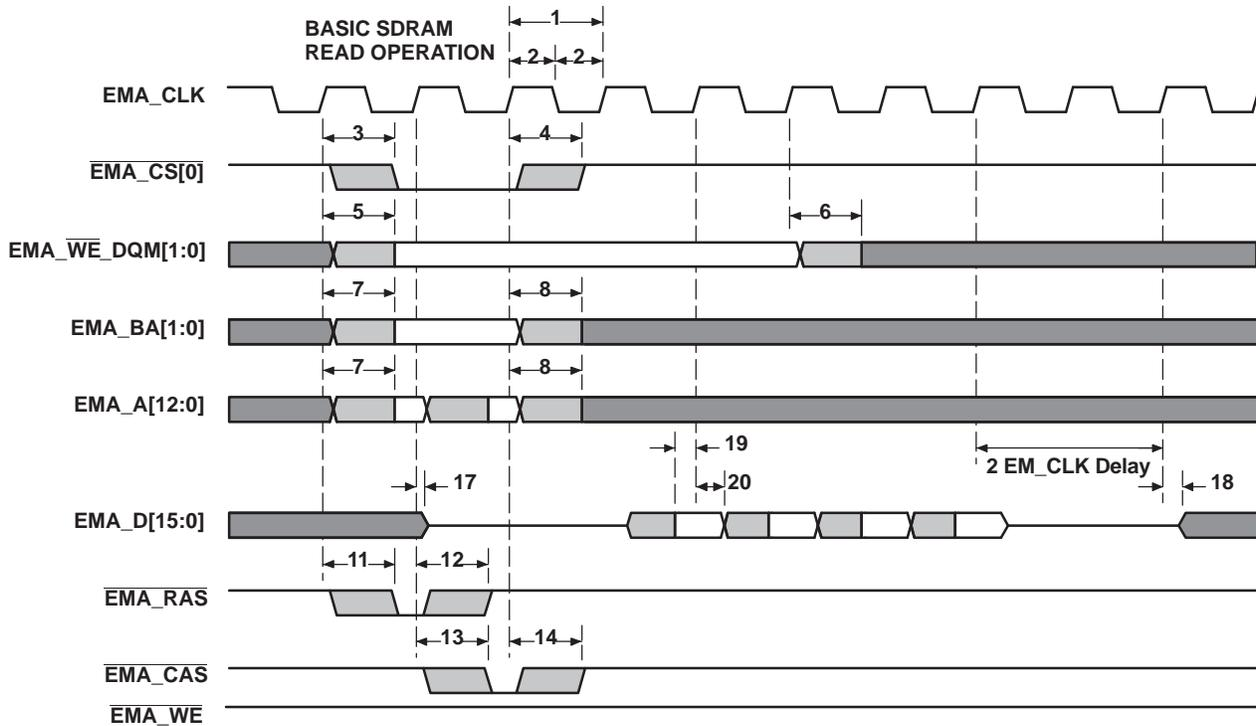 BASIC SDRAM
READ OPERATION
1
2 2
EMA_CLK
3 4
EMA_CS[0]
5 6
EMA_WE_DQM[1:0]
7 8
EMA_BA[1:0]
7 8
EMA_A[12:0]
19
2 EM_CLK Delay
17 20 18
EMA_D[15:0]
11 12
EMA_RAS
13 14
EMA_CAS
EMA_WE